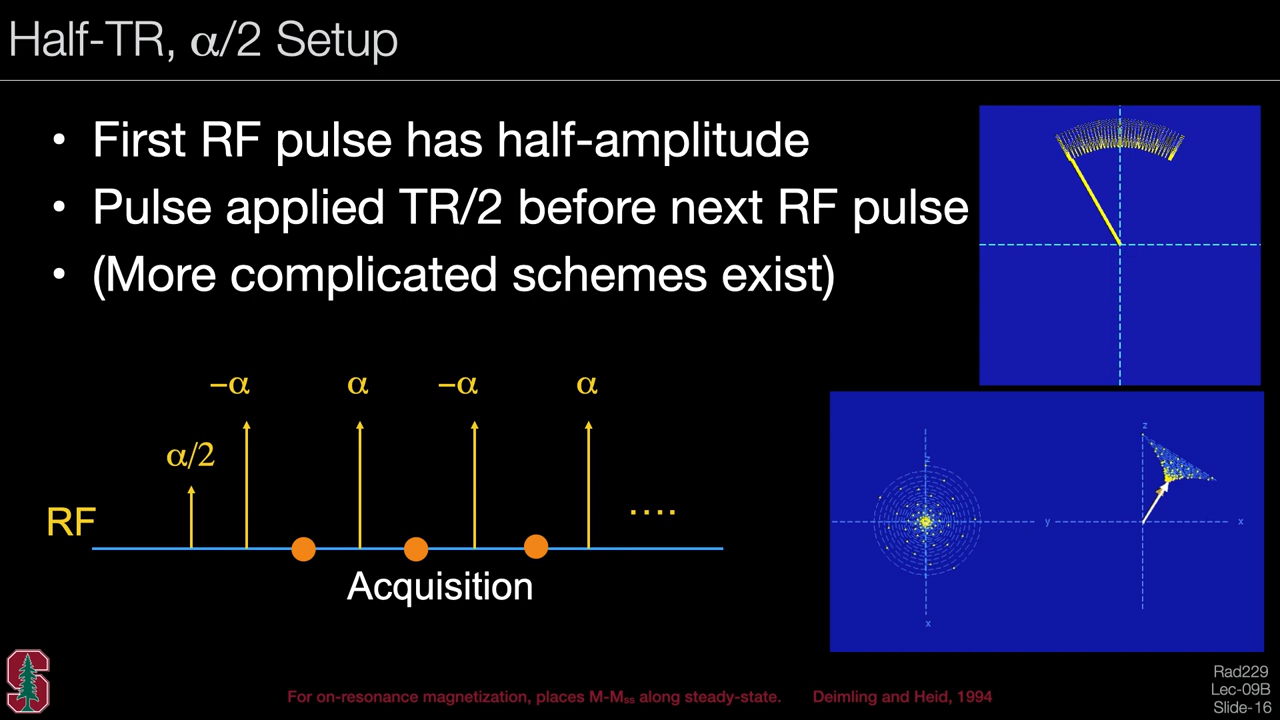 Half-TR, α/2 Setup
• First RF pulse has half-amplitude
• Pulse applied TR/2 before next RF pulse
• (More complicated schemes exist)
−α α −α α
α/2
RF
....
Acquisition
z
z
y
x
x
S
For on-resonance magnetization, places M-Mss along steady-state. Deimling and Heid, 1994
Rad229
Lec-09B
Slide-16